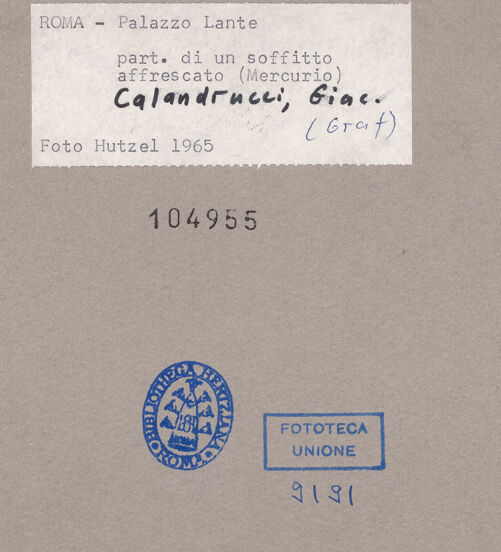 ROMA - Palazzo Lante
part. di un soffitto
affrescato (Mercurio)
Calandrucci, Giac.
(Graf)
Foto Hutzel 1965
104955
BIBLIOTHECA HERTZIANA
ROMA
ROMA
FOTOTECA
UNIONE
9191